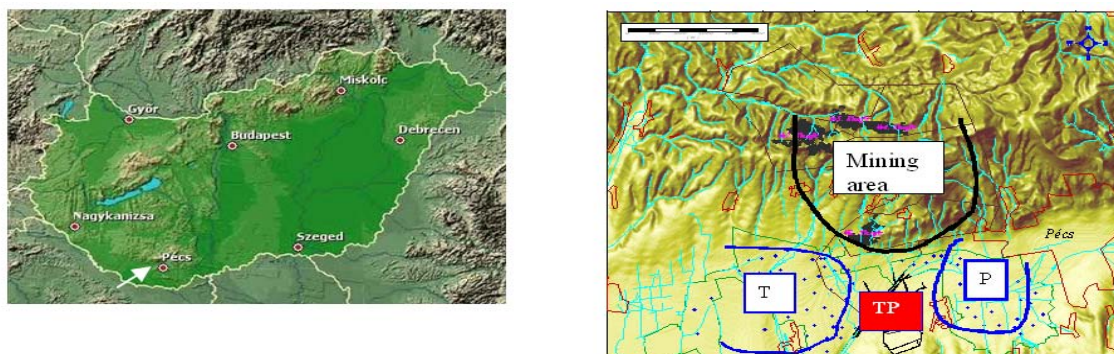 Miskolc
Győr
Budapest
Debrecen
Nagykanizsa
Szeged
Pécs
Mining
area
Pécs
T
TP
P